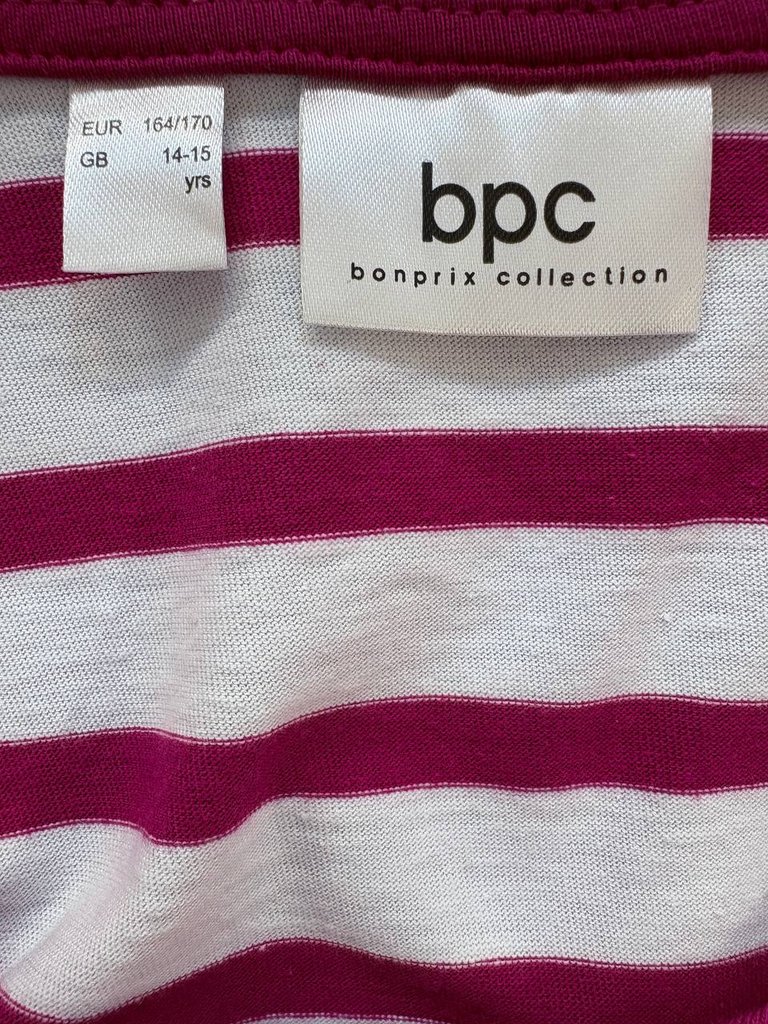 EUR 164/170
GB 14-15
yrs
bpc
bonprix collection